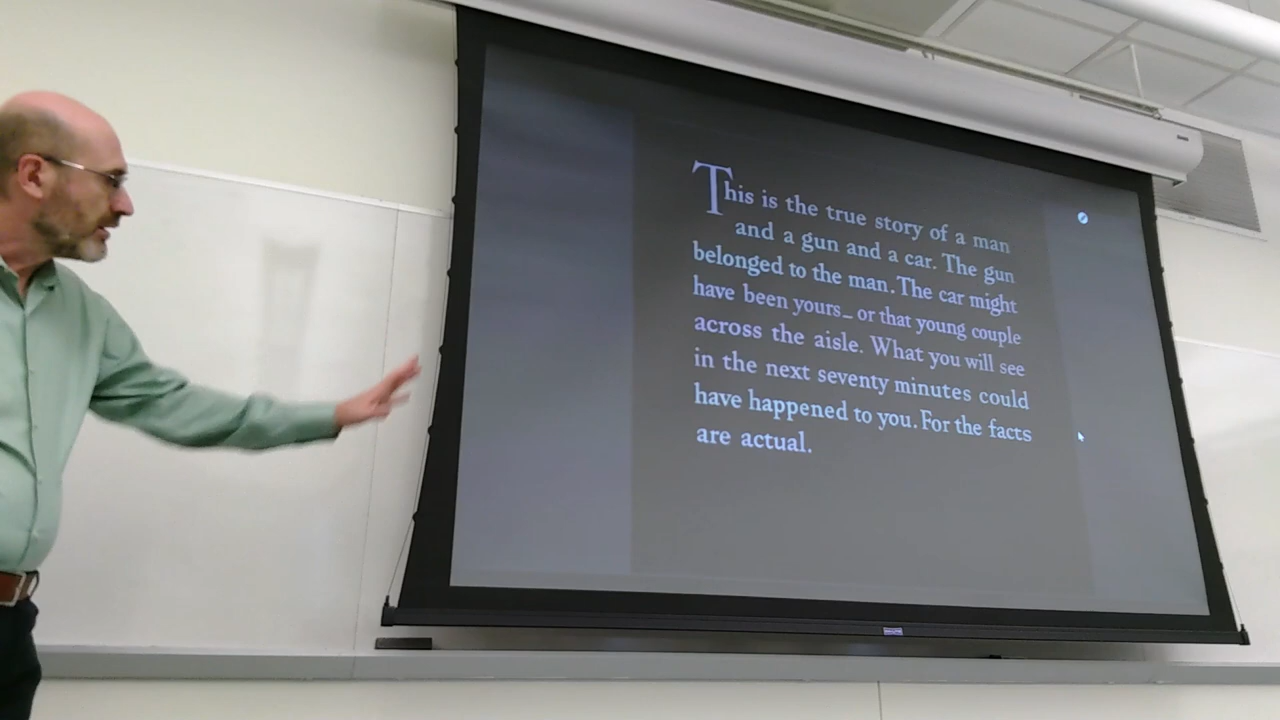 This is the true story of a man
and a gun and a car. The gun
belonged to the man. The car might
have been yours_ or that young couple
across the aisle. What you will see
in the next seventy minutes could
have happened to you. For the facts
are actual.